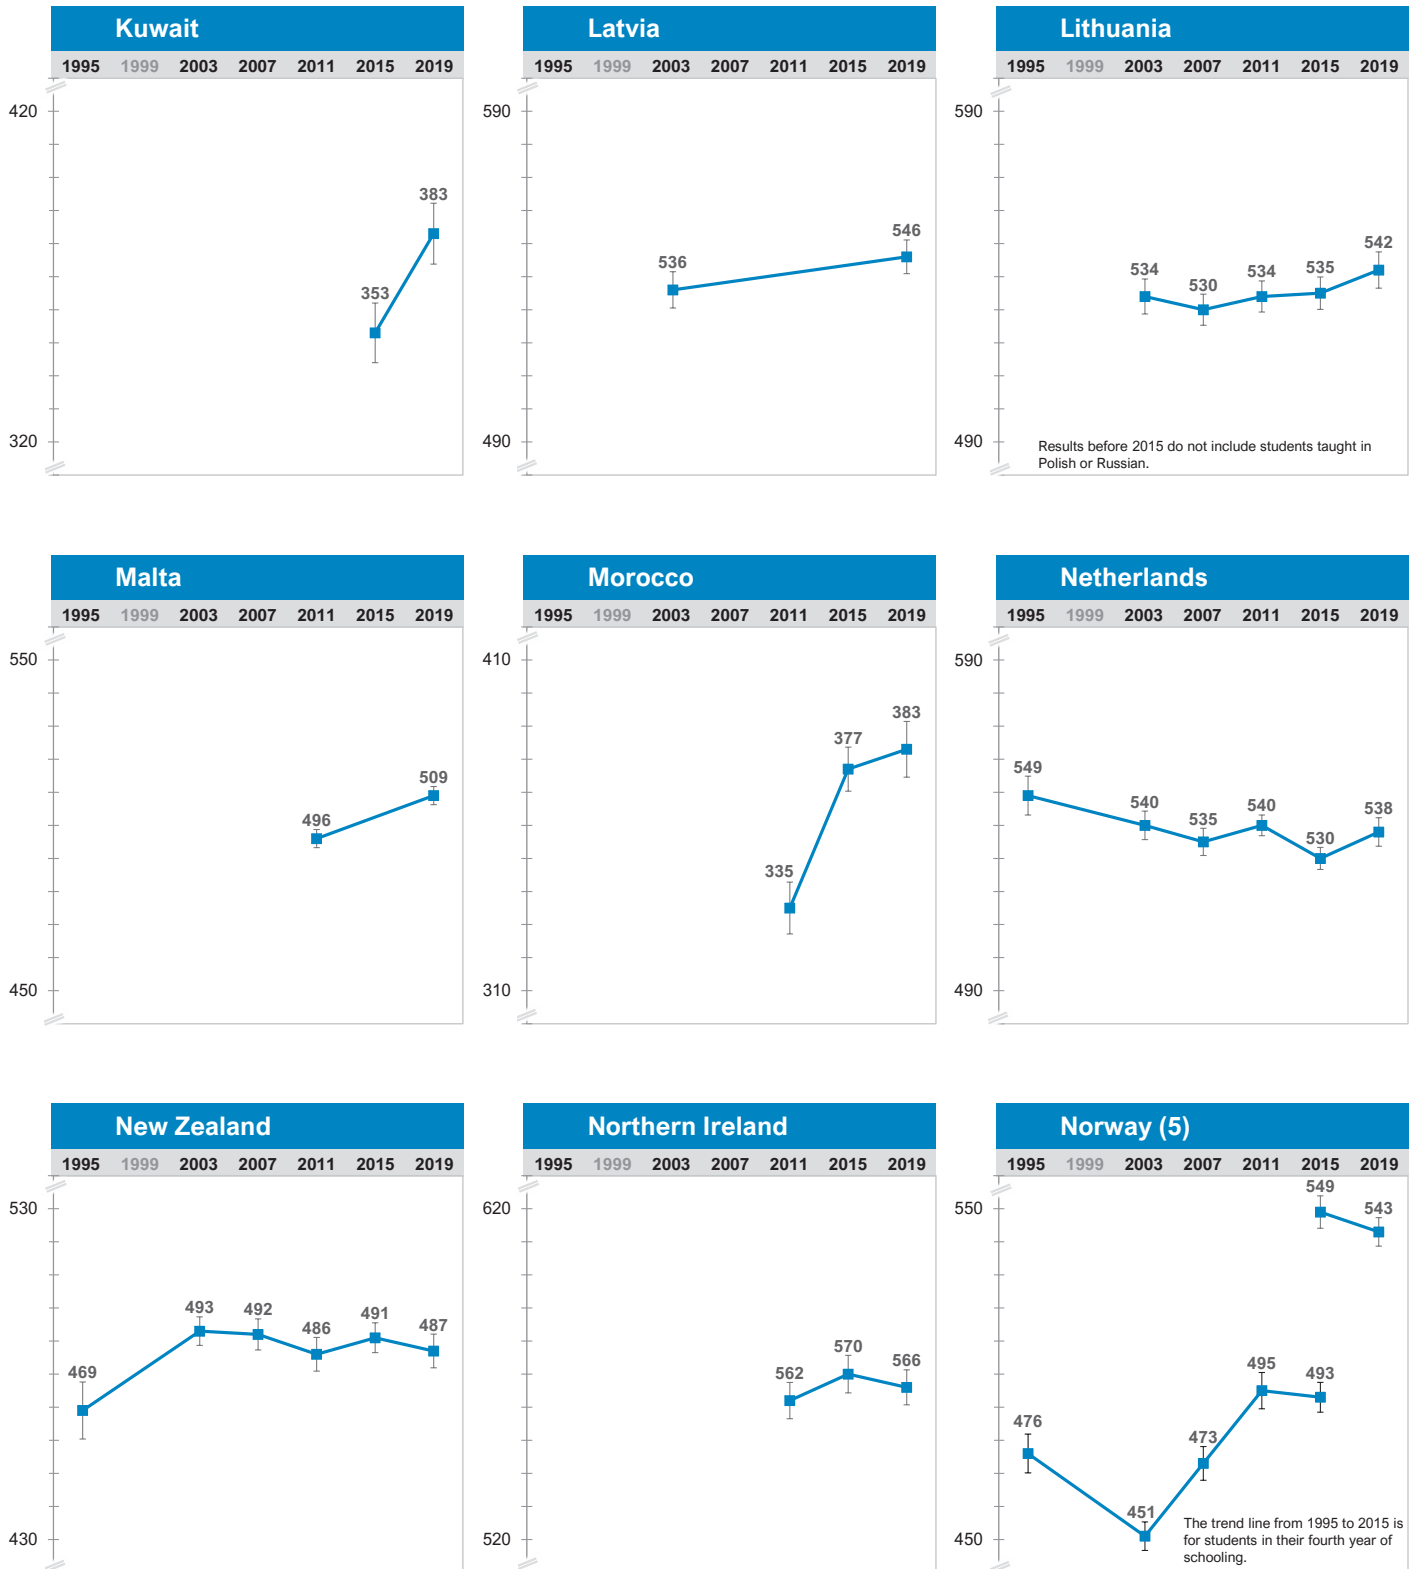 Kuwait
1995 1999 2003 2007 2011 2015 2019
420
383
353
320
Latvia
1995 1999 2003 2007 2011 2015 2019
590
546
536
490
Lithuania
1995 1999 2003 2007 2011 2015 2019
590
534 530 534 535 542
490
Results before 2015 do not include students taught in
Polish or Russian.
Malta
1995 1999 2003 2007 2011 2015 2019
550
509
496
450
Morocco
1995 1999 2003 2007 2011 2015 2019
410
383
377
335
310
Netherlands
1995 1999 2003 2007 2011 2015 2019
590
549 540 535 540 530 538
490
New Zealand
1995 1999 2003 2007 2011 2015 2019
530
469 493 492 486 491 487
430
Northern Ireland
1995 1999 2003 2007 2011 2015 2019
620
562 570 566
520
Norway (5)
1995 1999 2003 2007 2011 2015 2019
549 543
550
476 451 473 495 493
450
The trend line from 1995 to 2015 is
for students in their fourth year of
schooling.